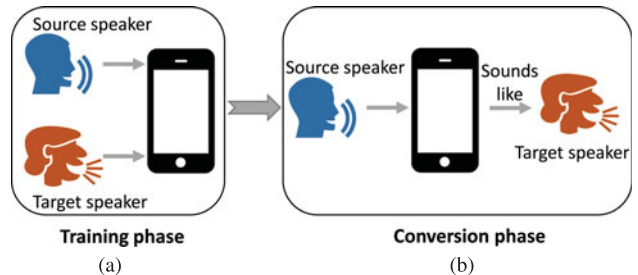 Source speaker
Target speaker
Training phase
(a)
Source speaker
Sounds
like
Target speaker
Conversion phase
(b)